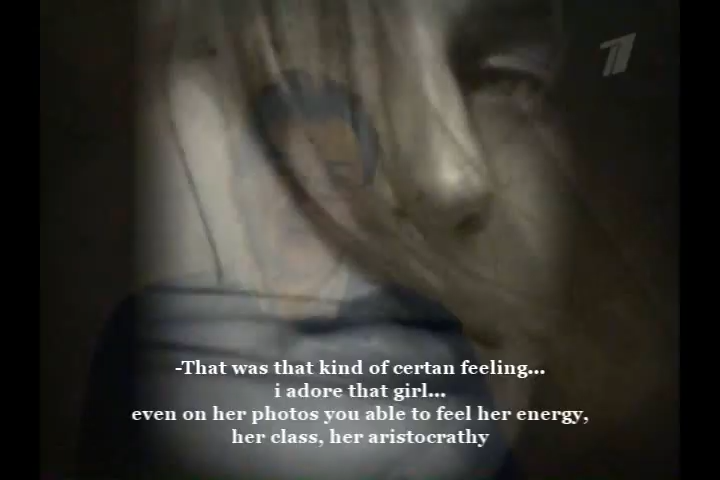 -That was that kind of certan feeling...
i adore that girl...
even on her photos you able to feel her energy,
her class, her aristocrathy